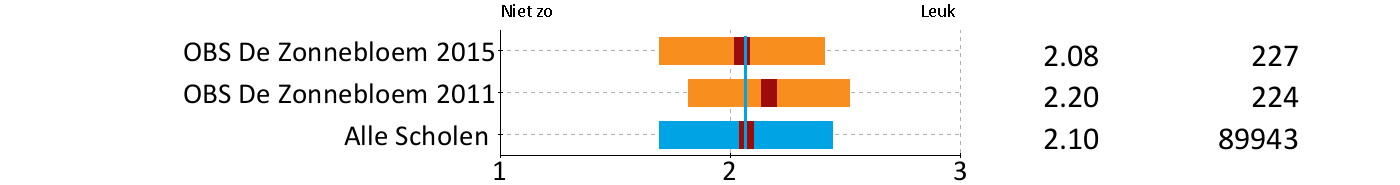 Niet zo Leuk
OBS De Zonnebloem 2015 2.08 227
OBS De Zonnebloem 2011 2.20 224
Alle Scholen 2.10 89943
1 2 3